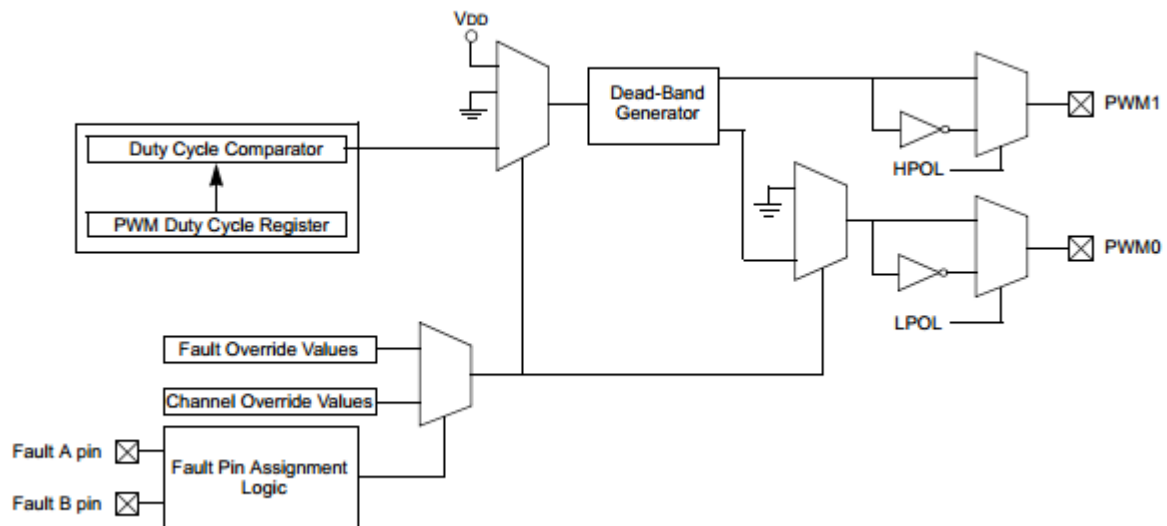 VDD
Dead-Band
Generator
PWM1
Duty Cycle Comparator
HPOL
PWM Duty Cycle Register
PWM0
LPOL
Fault Override Values
Channel Override Values
Fault A pin
Fault Pin Assignment
Logic
Fault B pin